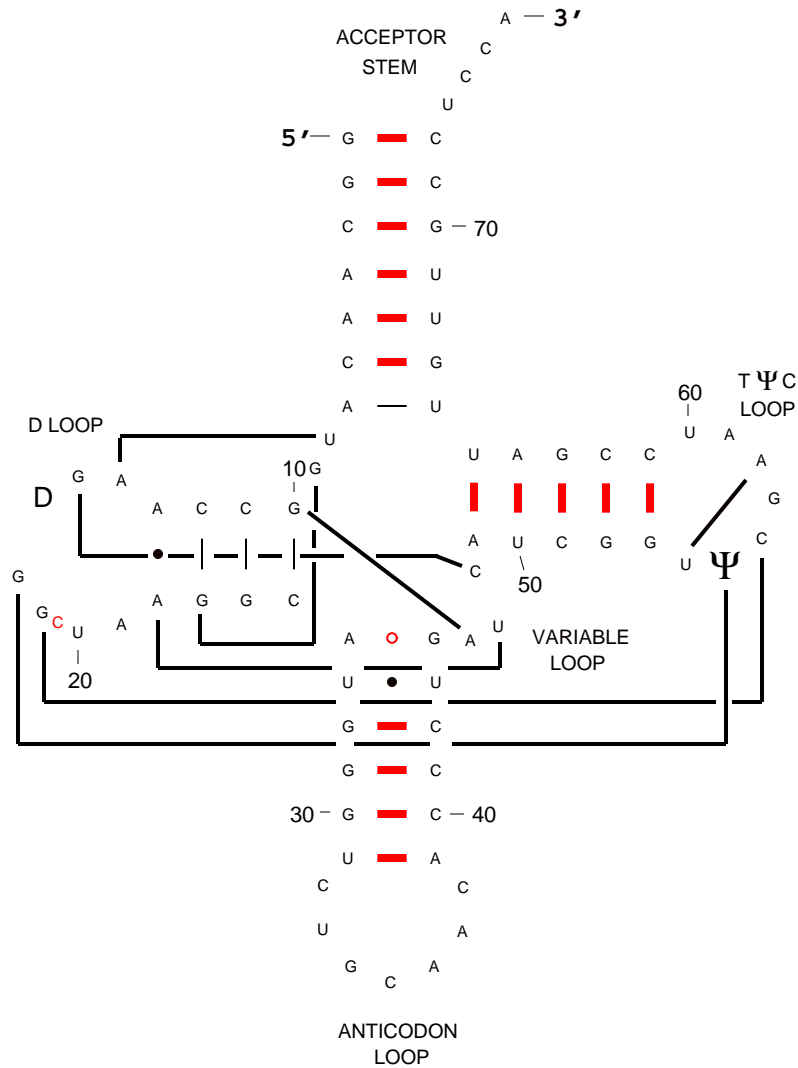 A — 3’
ACCEPTOR
STEM
C
C
U
5’ — G C
G C
C G — 70
A U
A U
C G
A U
60
T Ψ C
LOOP
D LOOP
U
U A
U A G C C
G A
10 G
A
D
A C C G
G
A U C G G
C
U Ψ
C
50
G
G C U A A G G C
20
A G A U
VARIABLE
LOOP
U U
G C
G C
30 — G C — 40
U A
C C
U A
G C A
ANTICODON
LOOP